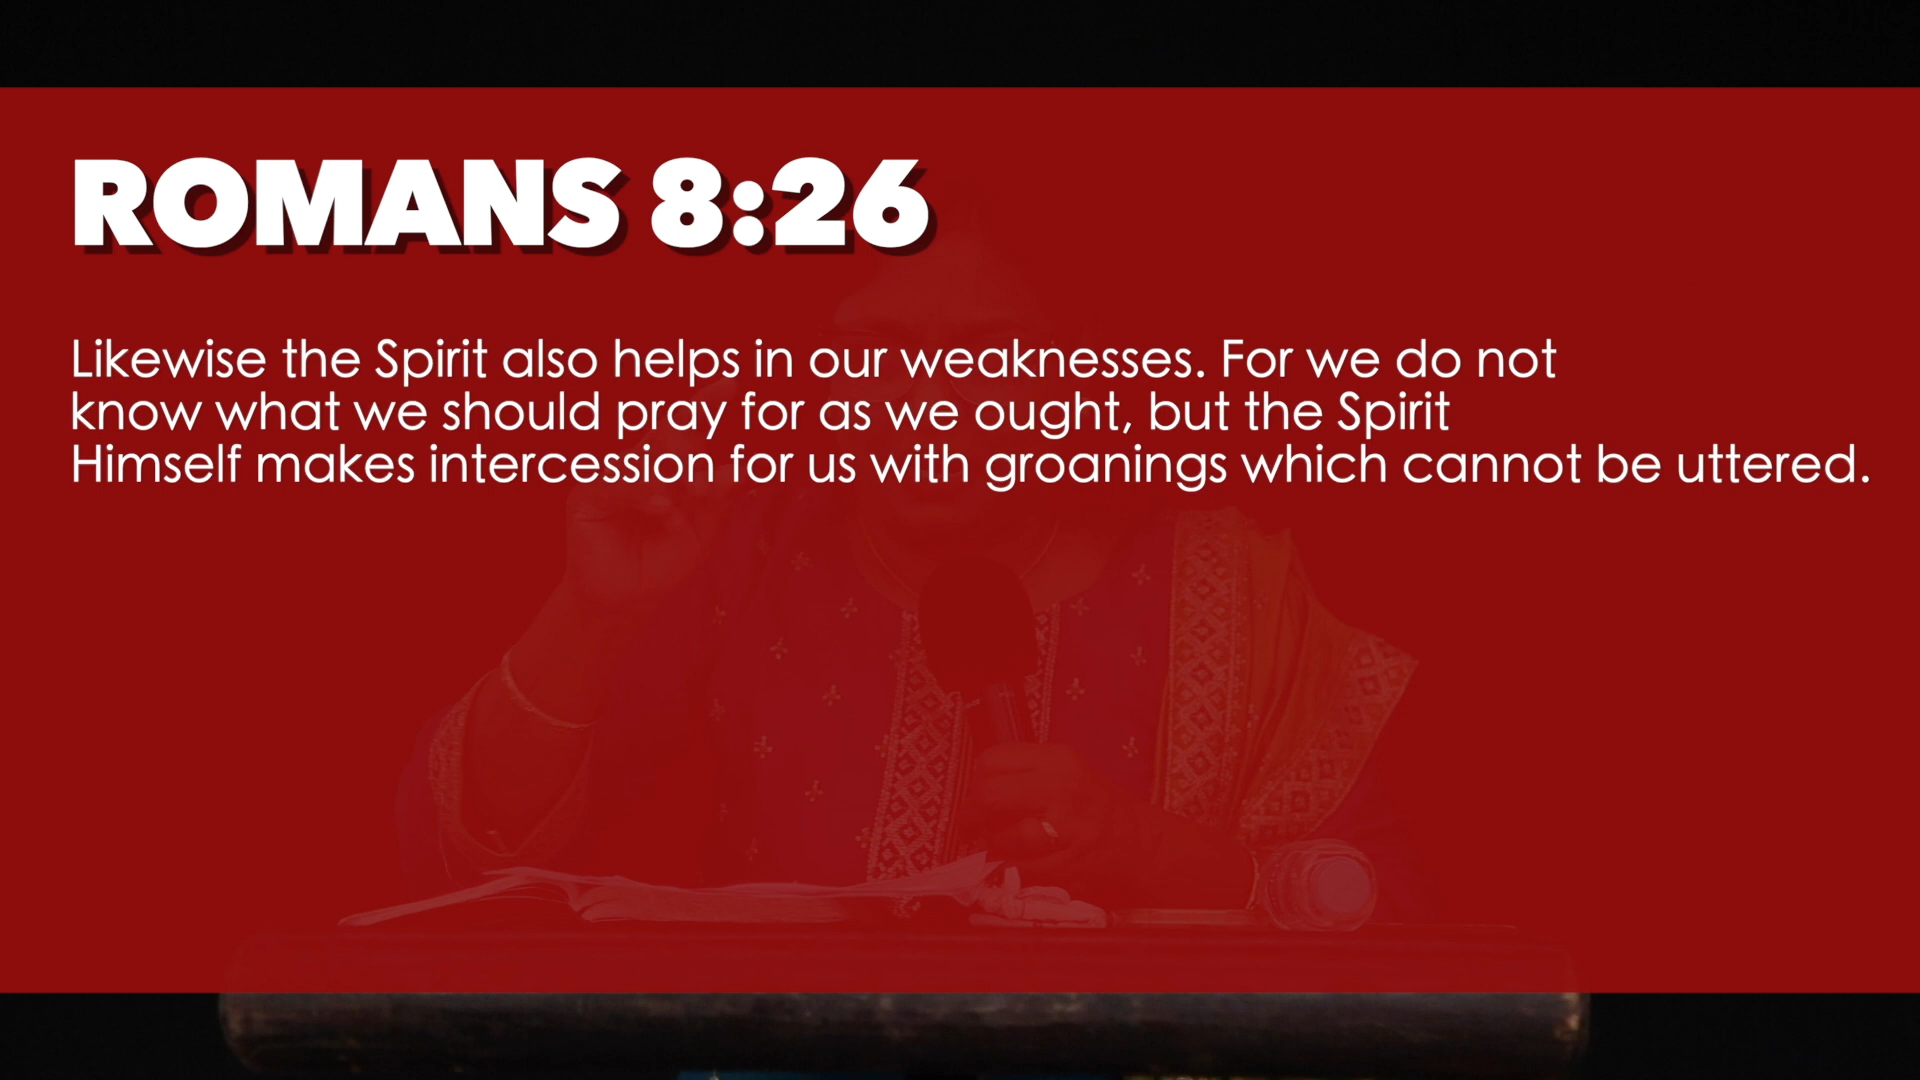 ROMANS 8:26
Likewise the Spirit also helps in our weaknesses. For we do not
know what we should pray for as we ought, but the Spirit
Himself makes intercession for us with groanings which cannot be uttered.